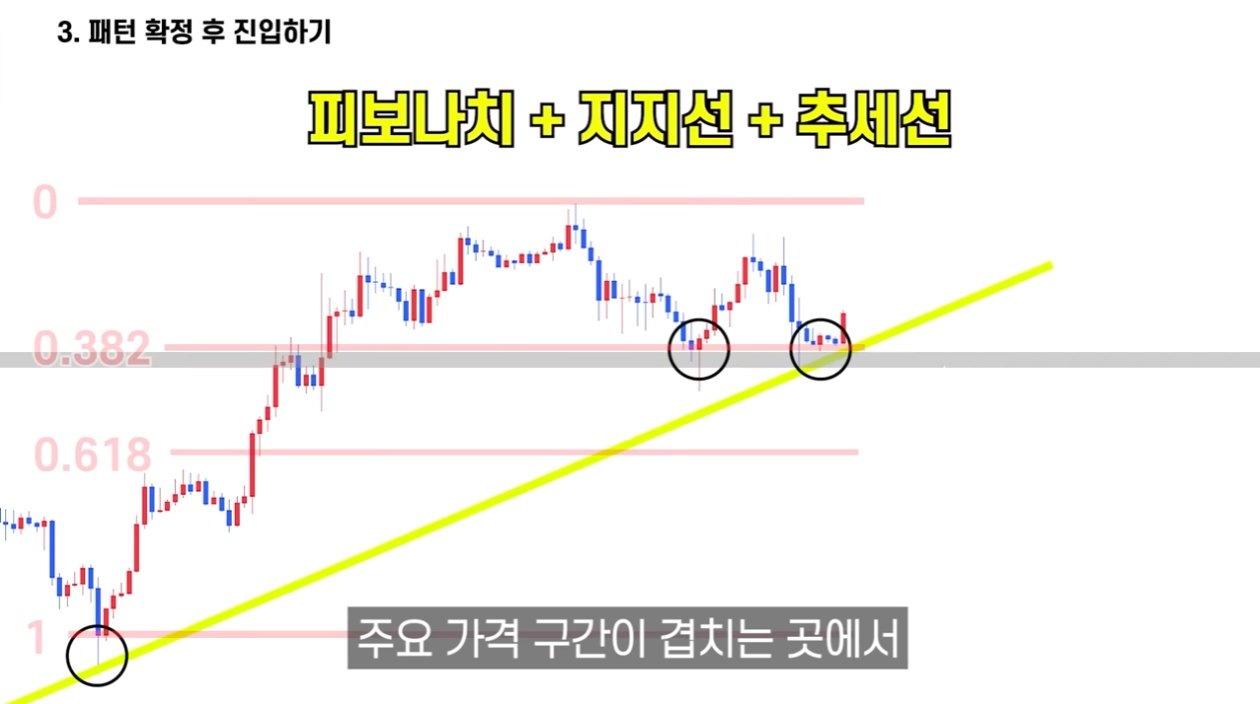 3. 패턴 확정 후 진입하기
피보나치 + 지지선 + 추세선
0
0.382
0.618
1
주요 가격 구간이 겹치는 곳에서